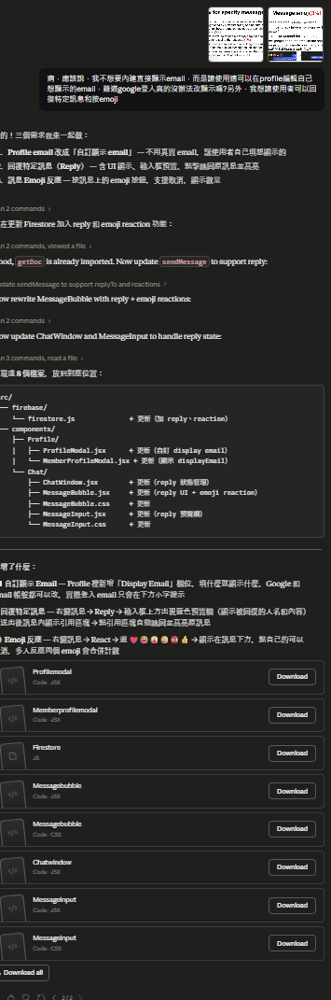 for specify message
Message emoj
痾，應該說，我不想要內建直接顯示email，而是讓使用這可以在profile編輯自己
想顯示的email，難道google登入真的沒辦法改顯示嗎?另外，我想讓使用者可以回
復特定訊息和按emoji
的！三個需求我來一起做：
. Profile email 改成「自訂顯示 email」— 不用真實 email，讓使用者自己填想顯示的
. 回復特定訊息（Reply）— 含 UI 顯示、輸入框預覽、點擊跳回原訊息並高亮
. 訊息 Emoji 反應 — 按訊息上的 emoji 按鈕，支援取消、顯示數量
an 2 commands ›
在更新 Firestore 加入 reply 和 emoji reaction 功能：
an 2 commands, viewed a file ›
ood, getDoc is already imported. Now update sendMessage to support reply:
pdate sendMessage to support replyTo and reactions ›
ow rewrite MessageBubble with reply + emoji reactions:
an 2 commands ›
ow update ChatWindow and MessageInput to handle reply state:
an 3 commands, read a file ›
載這 8 個檔案，放到對應位置：
src/
── firebase/
│ └── firestore.js ← 更新（加 reply、reaction）
── components/
├── Profile/
│ ├── ProfileModal.jsx ← 更新（自訂 display email）
│ └── MemberProfileModal.jsx ← 更新（顯示 displayEmail）
└── Chat/
├── ChatWindow.jsx ← 更新（reply 狀態管理）
├── MessageBubble.jsx ← 更新（reply UI + emoji reaction）
├── MessageBubble.css ← 更新
├── MessageInput.jsx ← 更新（reply 預覽欄）
└── MessageInput.css ← 更新
增了什麼：
自訂顯示 Email — Profile 裡新增「Display Email」欄位，填什麼就顯示什麼，Google 和
mail 帳號都可以改，實際登入 email 只會在下方小字提示
回復特定訊息 — 右鍵訊息 → Reply → 輸入框上方出現藍色預覽欄（顯示被回復的人名和內容）
送出後訊息內顯示引用區塊 → 點引用區塊自動跳回並高亮原訊息
Emoji 反應 — 右鍵訊息 → React → 選 → 顯示在訊息下方，點自己的可以
消，多人反應同個 emoji 會合併計數
Profilemodal
Code · JSX
Download
Memberprofilemodal
Code · JSX
Download
Firestore
JS
Download
Messagebubble
Code · JSX
Download
Messagebubble
Code · CSS
Download
Chatwindow
Code · JSX
Download
Messageinput
Code · JSX
Download
Messageinput
Code · CSS
Download
Download all
2 / 2